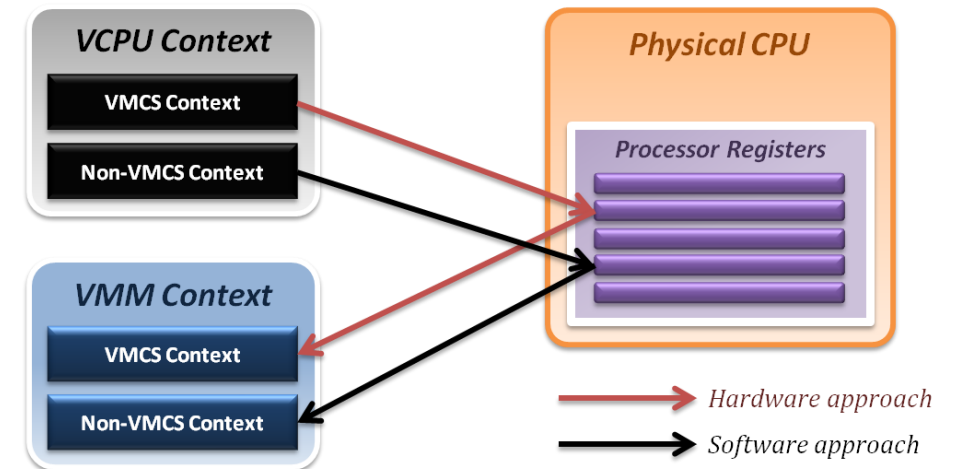 VCPU Context
VMCS Context
Non-VMCS Context
VMM Context
VMCS Context
Non-VMCS Context
Physical CPU
Processor Registers
Hardware approach
Software approach